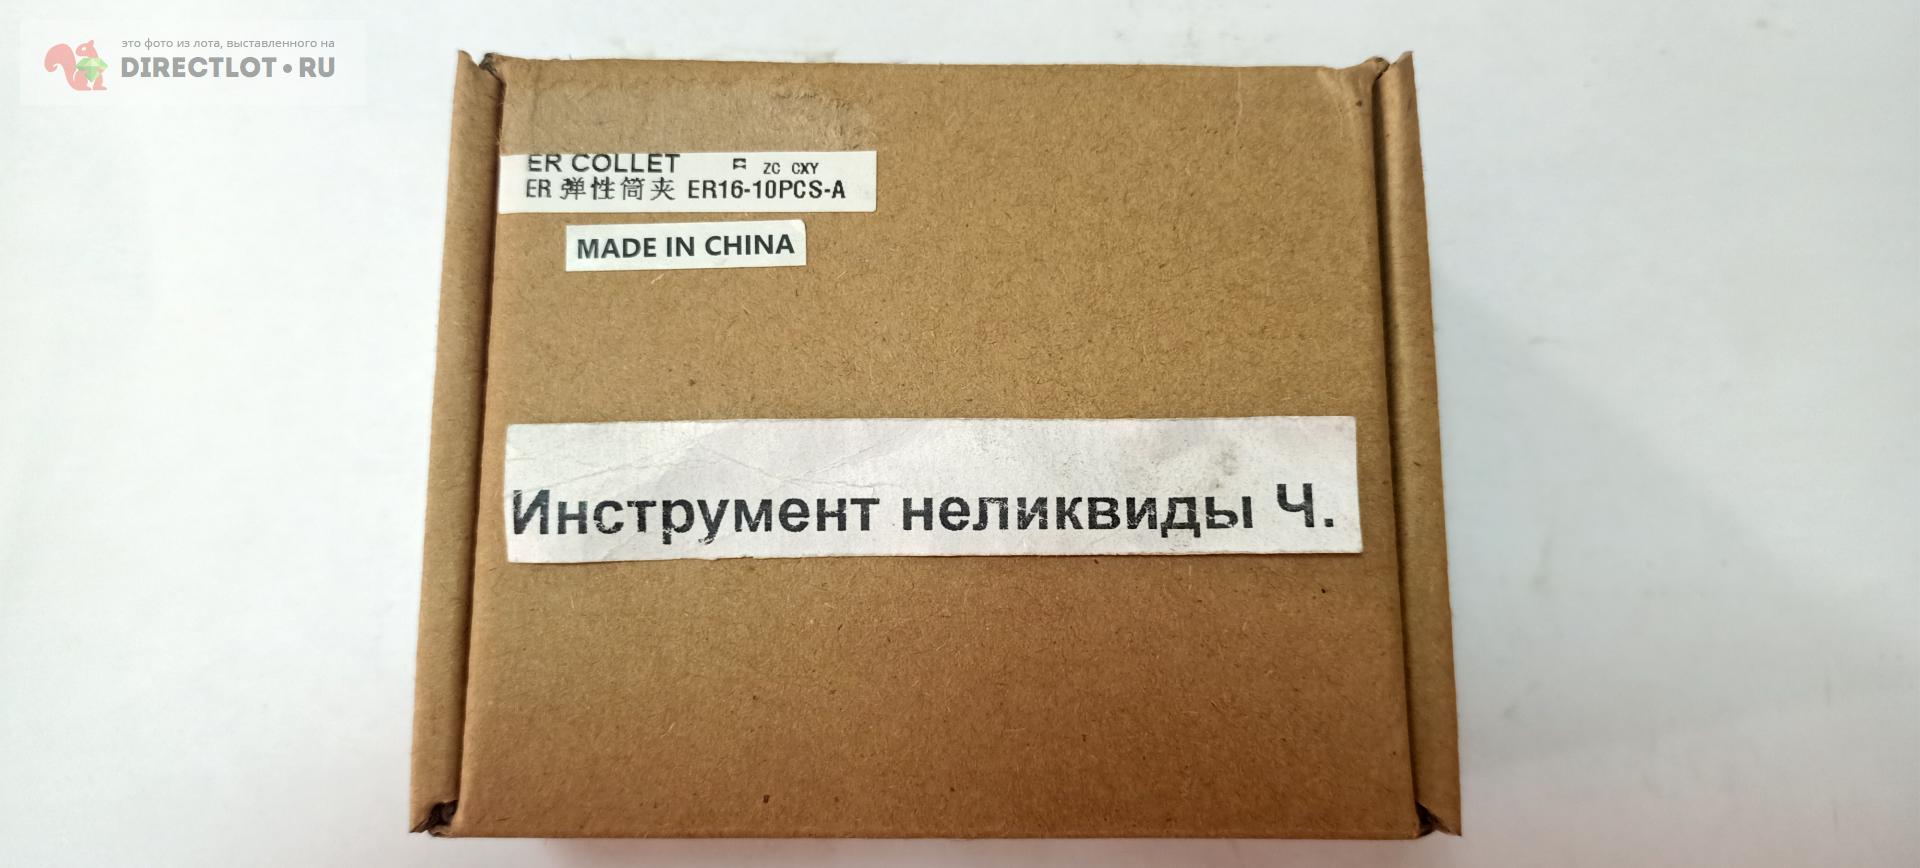 это фото из лота, выставленного на
DIRECTLOT•RU
ER COLLET ZC CXY
ER 弹性筒夹 ER16-10PCS-A
MADE IN CHINA
Инструмент неликвиды Ч.